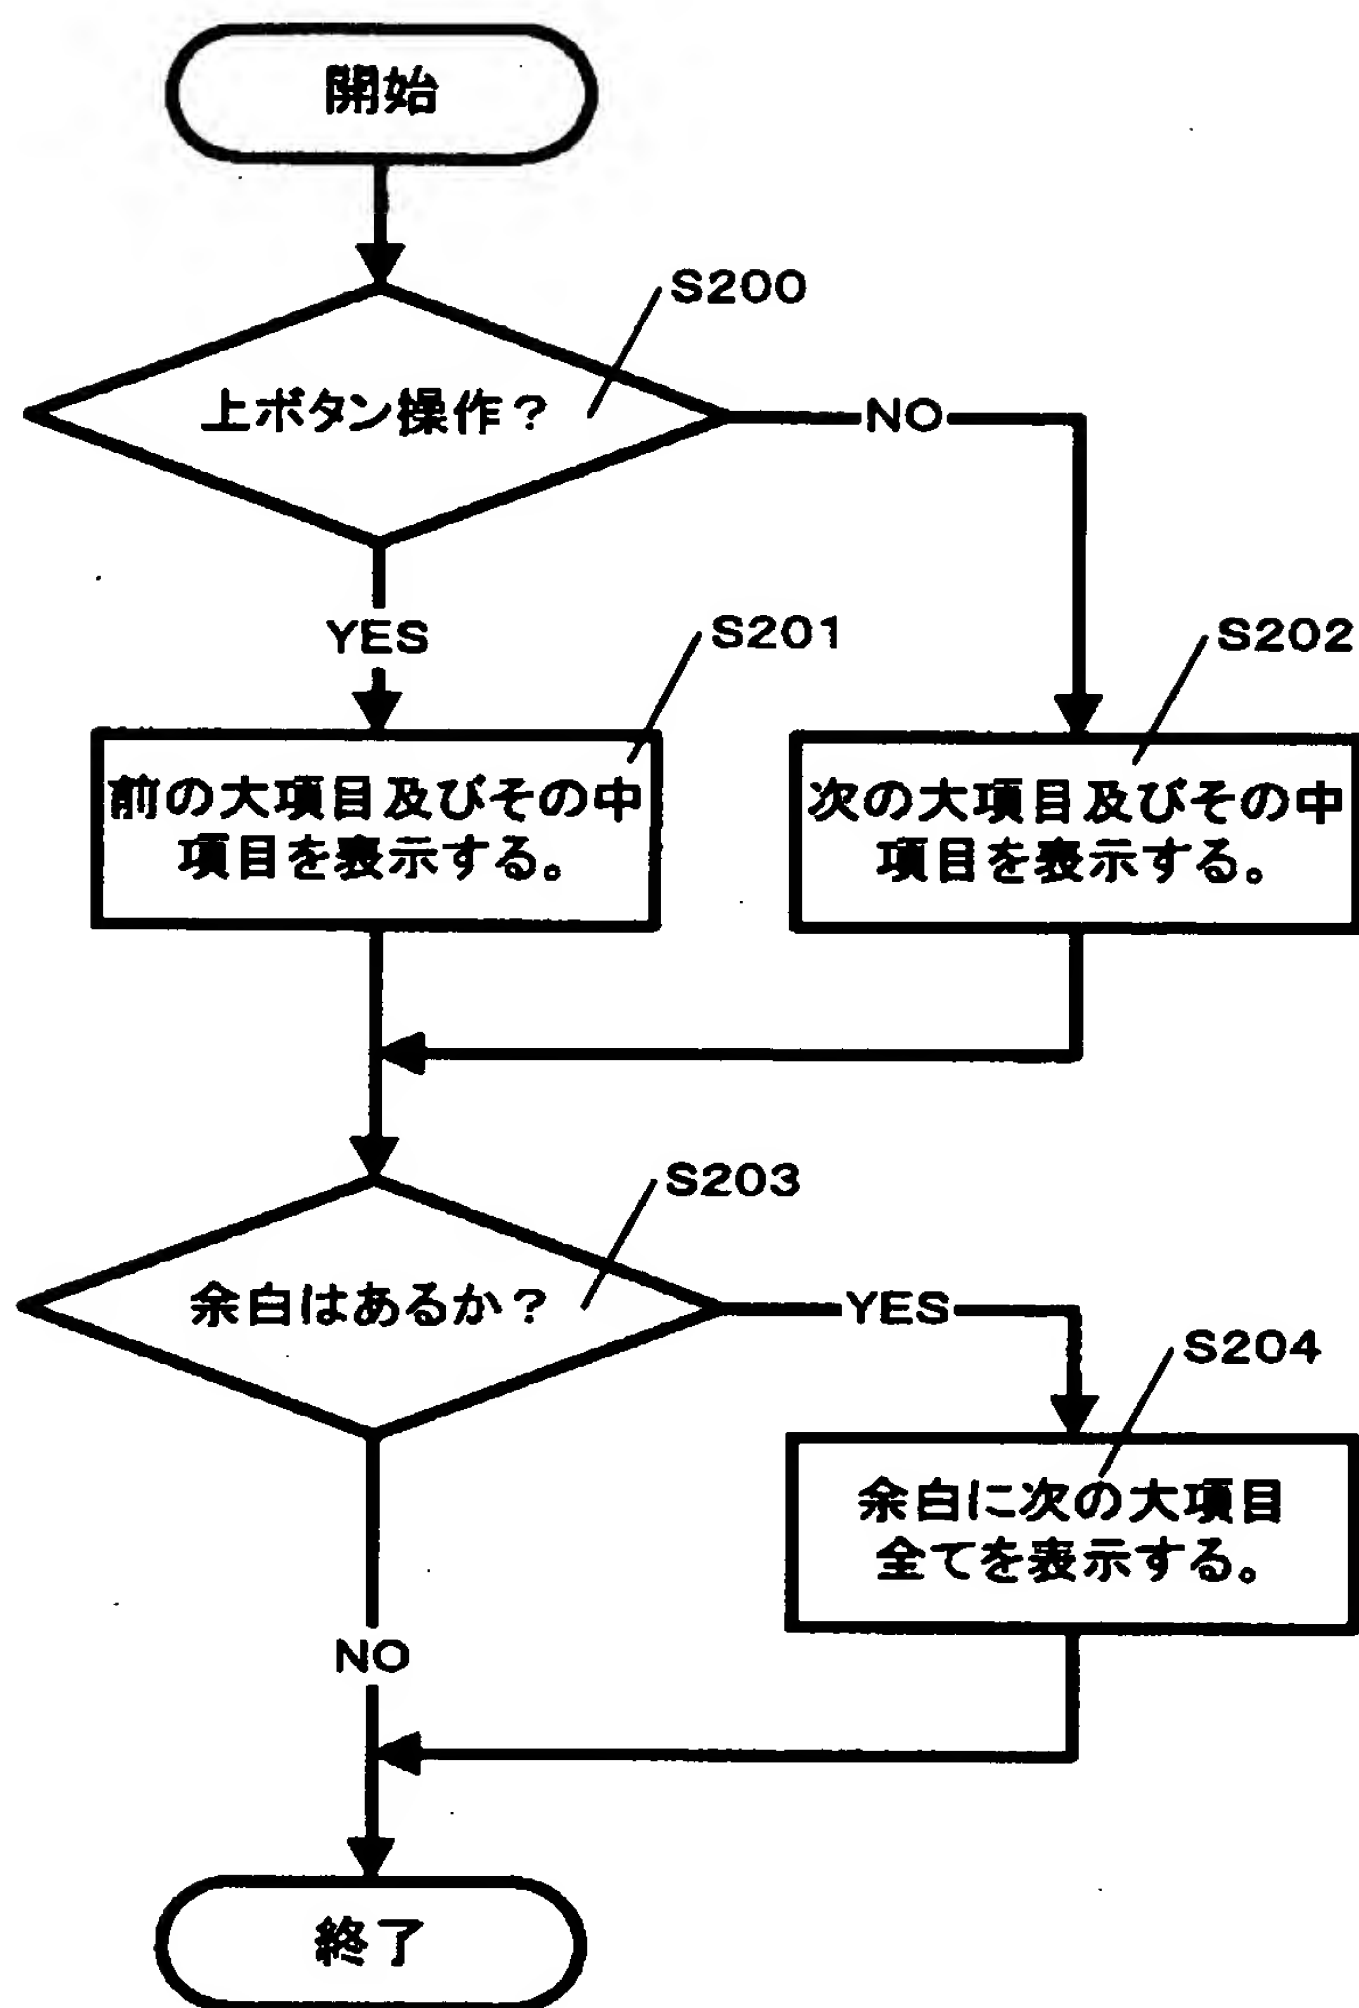 開始
S200
上ボタン操作？
NO
YES
S201
S202
前の大項目及びその中
項目を表示する。
次の大項目及びその中
項目を表示する。
S203
余白はあるか？
YES
S204
余白に次の大項目
全てを表示する。
NO
終了